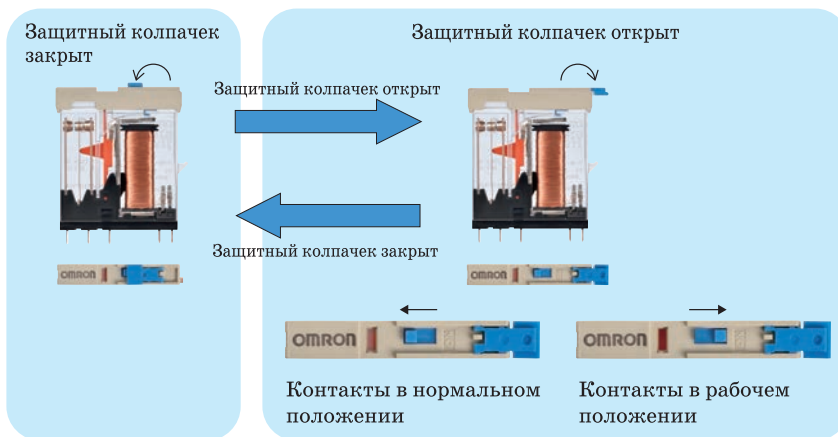 Защитный колпачек
закрыт
Защитный колпачек открыт
Защитный колпачек открыт
Защитный колпачек закрыт
OMRON
OMRON
OMRON
OMRON
Контакты в нормальном
положении
Контакты в рабочем
положении